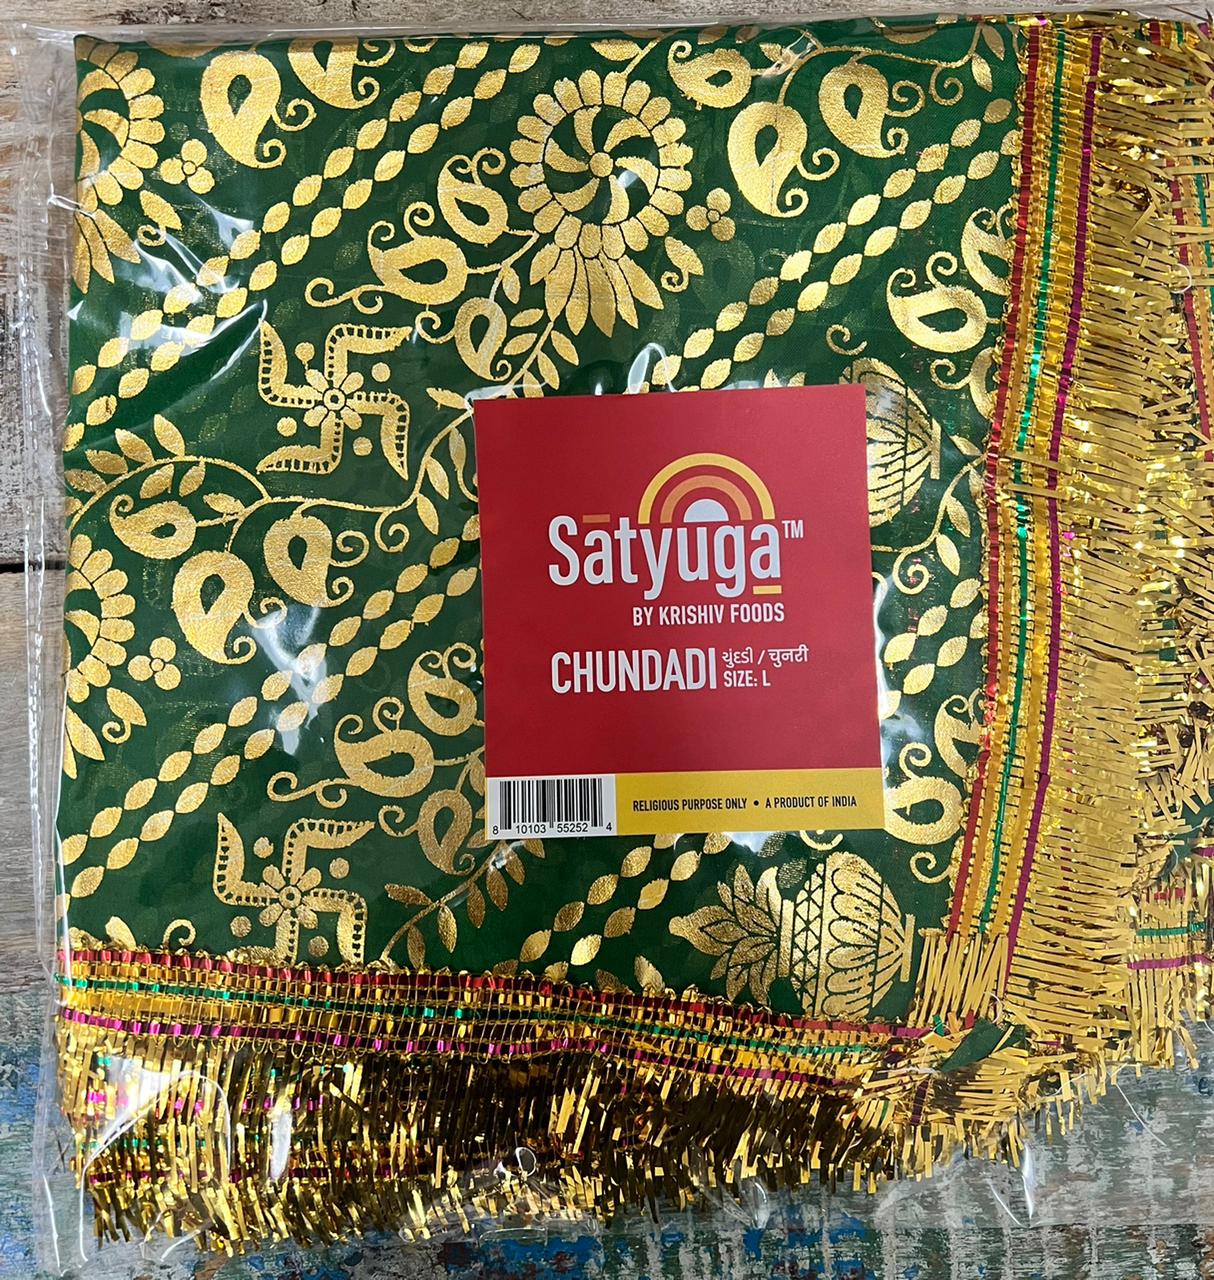 Satyuga™
BY KRISHIV FOODS
CHUNDADI ચુંદડી / चुनरी
SIZE: L
RELIGIOUS PURPOSE ONLY • A PRODUCT OF INDIA
8 10103 55252 4